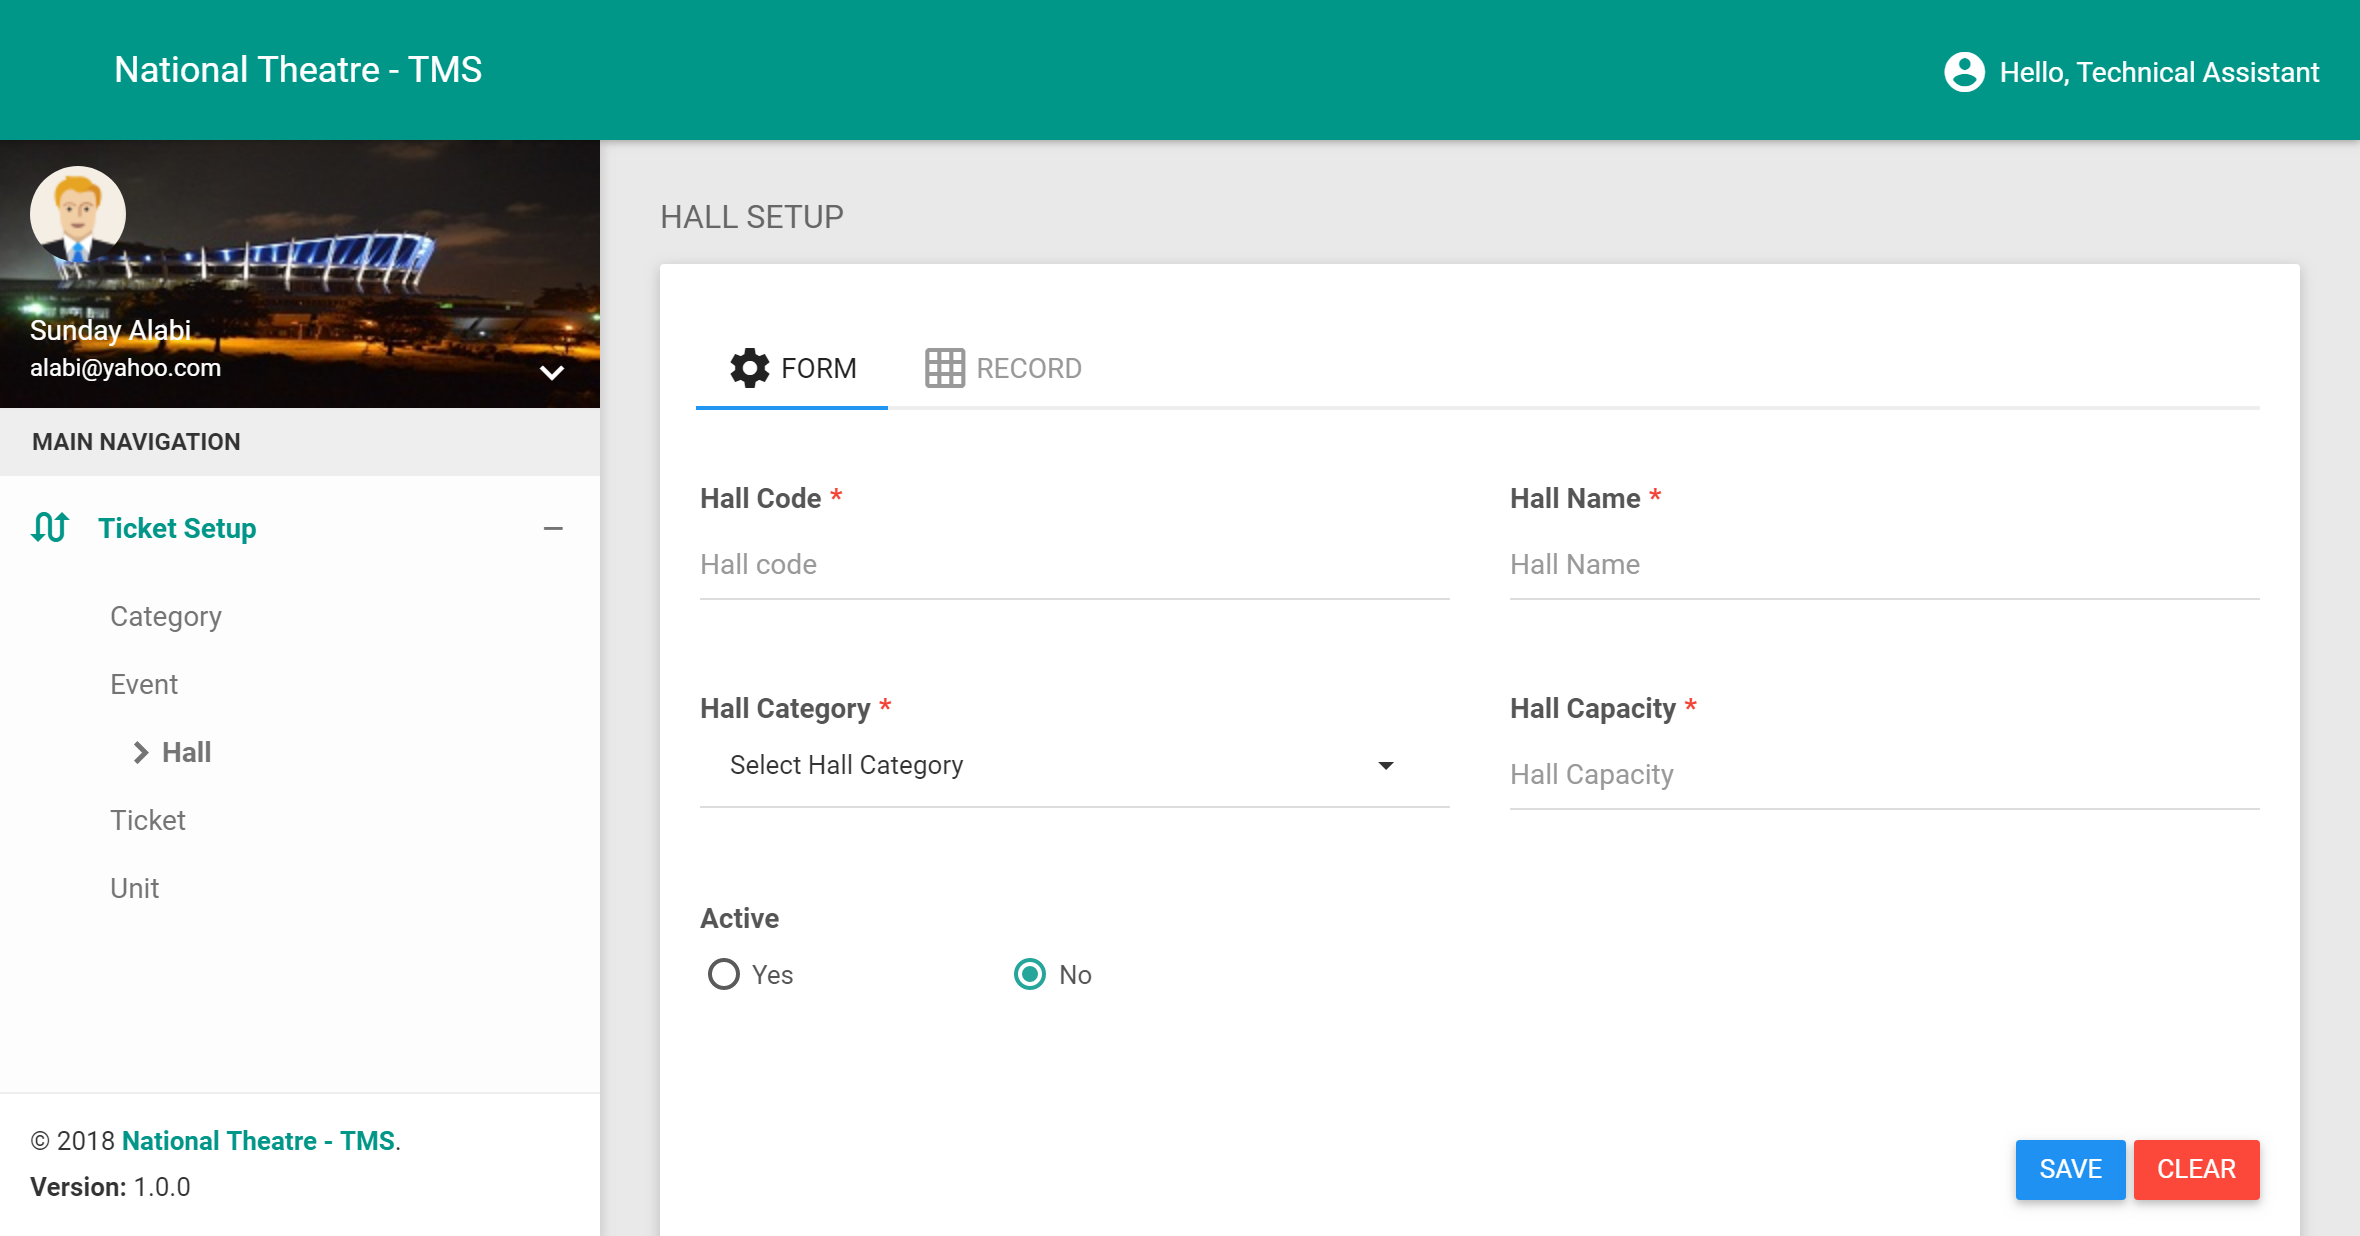 National Theatre - TMS
Hello, Technical Assistant
Sunday Alabi
alabi@yahoo.com
MAIN NAVIGATION
Ticket Setup
Category
Event
Hall
Ticket
Unit
© 2018 National Theatre - TMS.
Version: 1.0.0
HALL SETUP
FORM RECORD
Hall Code * Hall Name *
Hall code Hall Name
Hall Category * Hall Capacity *
Select Hall Category Hall Capacity
Active
Yes No
SAVE CLEAR